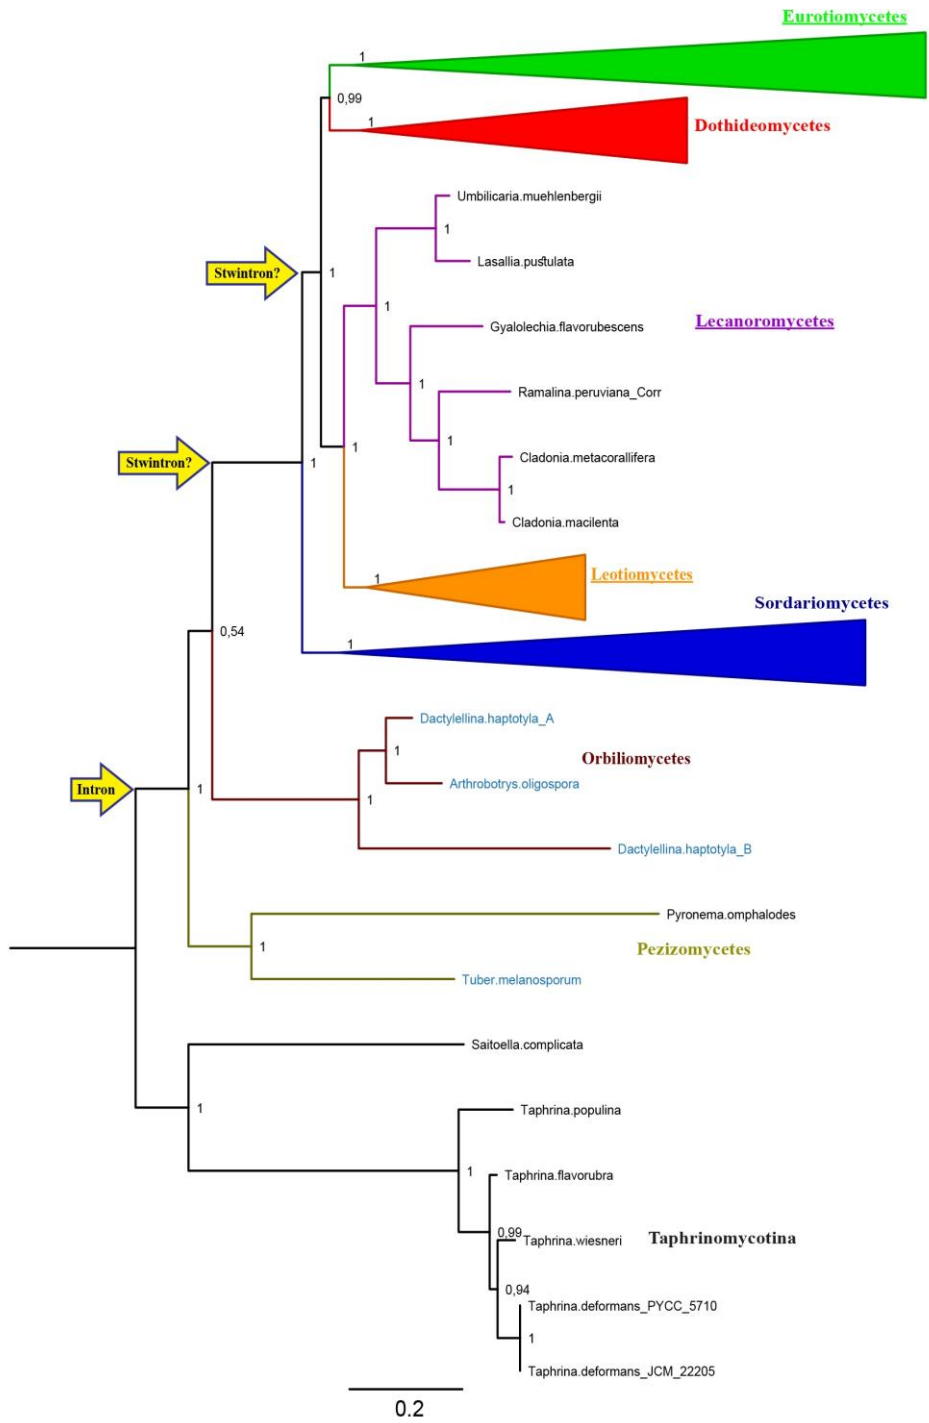 Eurotiomycetes
1
0,99
1
Dothideomycetes
Umbilicaria.muehlenbergii
1
Lasallia.pustulata
Stwintron?
1
1
Gyalolechia.flavorubescens
Lecanoromycetes
1
Ramalina.peruviana_Corr
1
1
Cladonia.metacorallifera
Stwintron?
1
1
Cladonia.macilenta
1
Leotiomycetes
Sordariomycetes
1
0,54
Dactylellina.haptotyla_A
1
Orbiliomycetes
Arthrobotrys.oligospora
Intron
1
1
Dactylellina.haptotyla_B
Pyronema.omphalodes
1
Pezizomycetes
Tuber.melanosporum
Saitoella.complicata
1
Taphrina.populina
1
Taphrina.flavorubra
0,99
Taphrina.wiesneri
Taphrinomycotina
0,94
Taphrina.deformans_PYCC_5710
1
Taphrina.deformans_JCM_22205
0.2